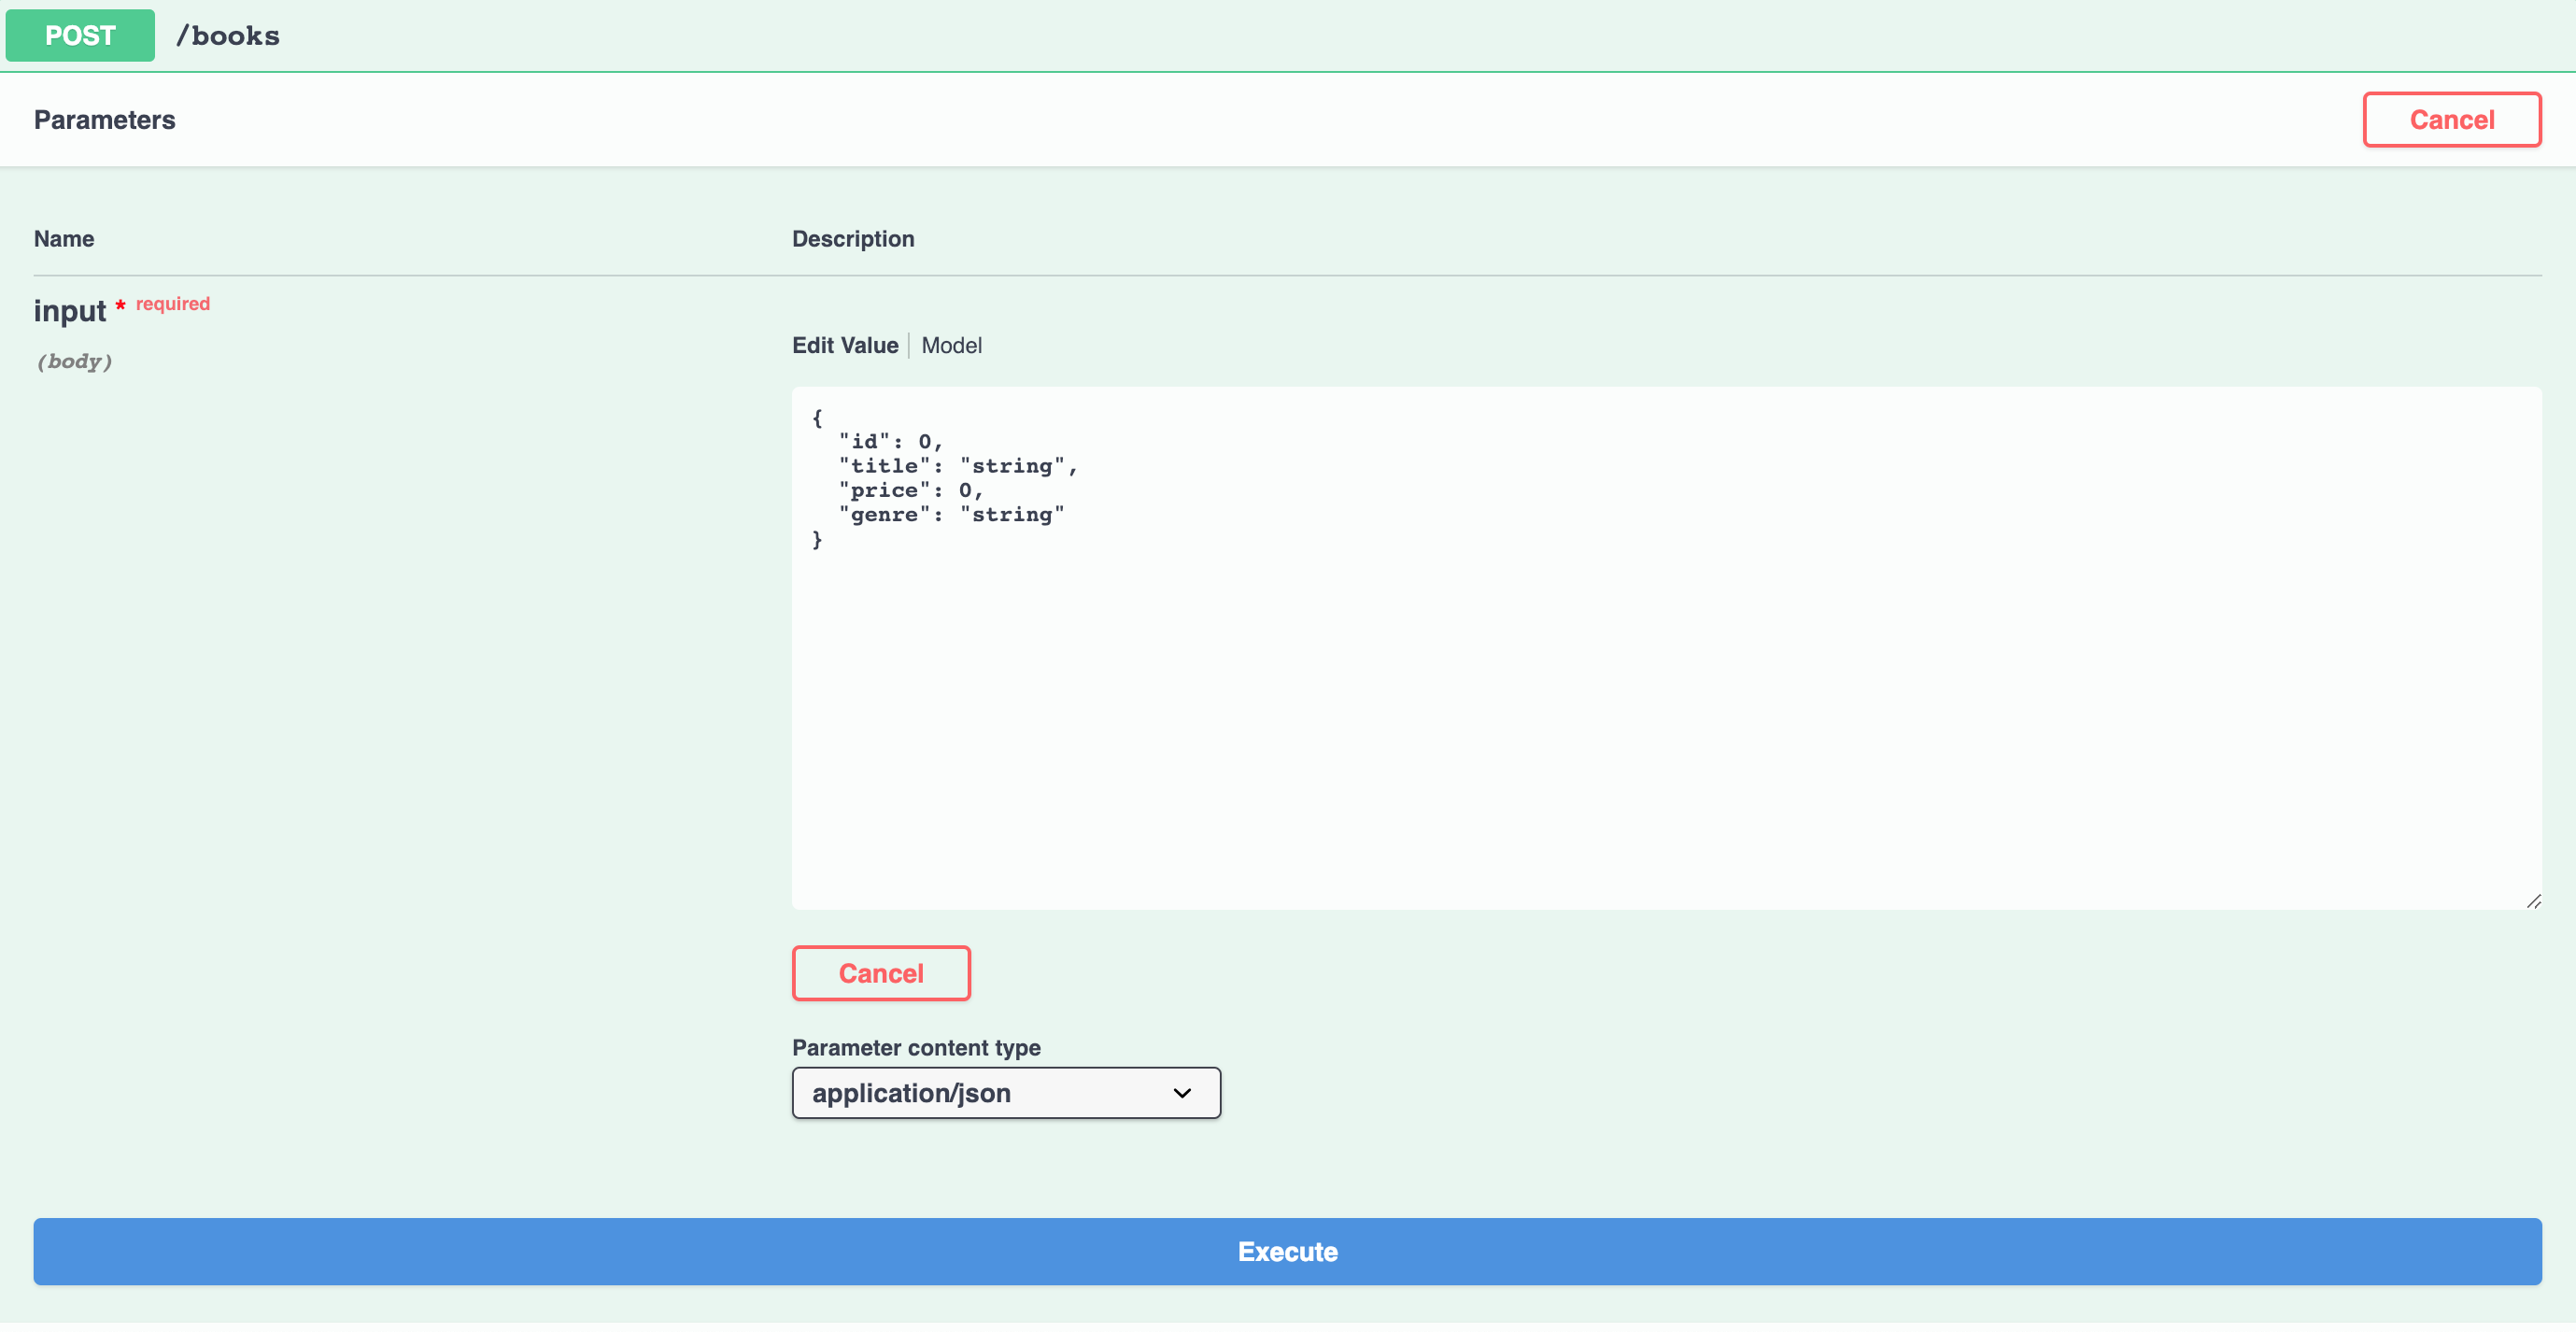 POST /books
Parameters
Cancel
Name Description
input * required
(body)
Edit Value Model
{
  "id": 0,
  "title": "string",
  "price": 0,
  "genre": "string"
}
Cancel
Parameter content type
application/json
Execute